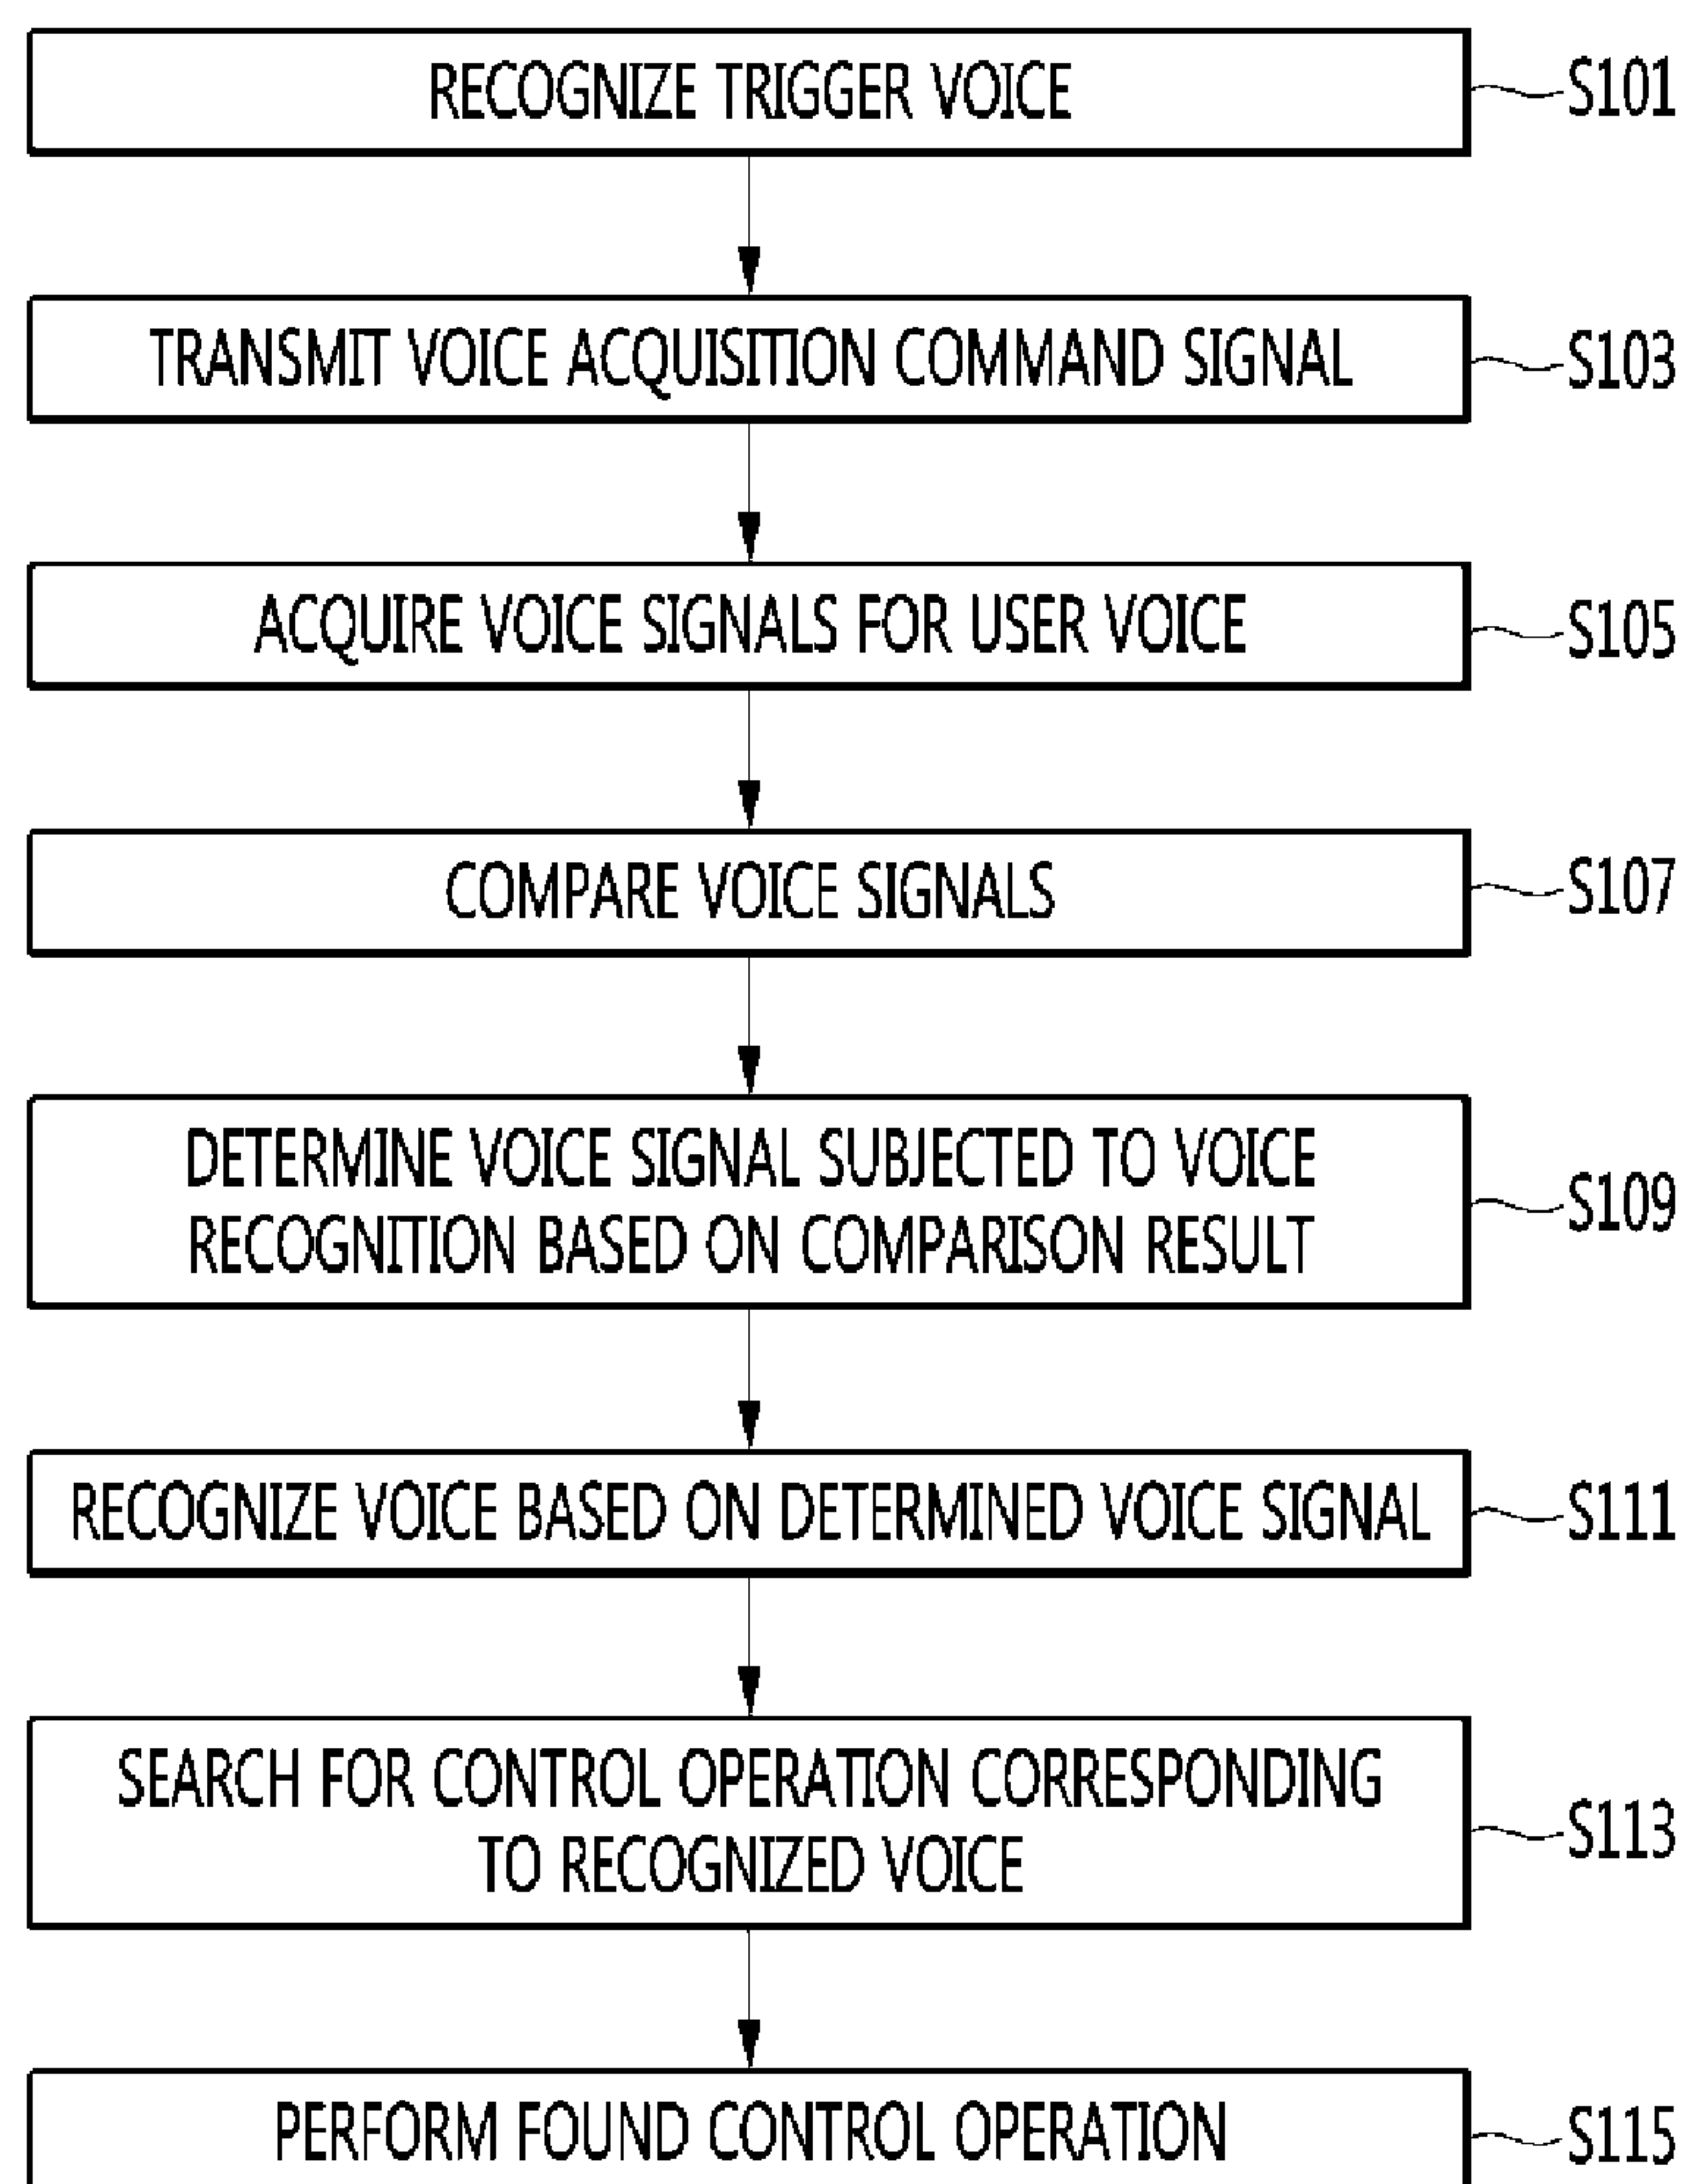 RECOGNIZE TRIGGER VOICE
S101
TRANSMIT VOICE ACQUISITION COMMAND SIGNAL
S103
ACQUIRE VOICE SIGNALS FOR USER VOICE
S105
COMPARE VOICE SIGNALS
S107
DETERMINE VOICE SIGNAL SUBJECTED TO VOICE
RECOGNITION BASED ON COMPARISON RESULT
S109
RECOGNIZE VOICE BASED ON DETERMINED VOICE SIGNAL
S111
SEARCH FOR CONTROL OPERATION CORRESPONDING
TO RECOGNIZED VOICE
S113
PERFORM FOUND CONTROL OPERATION
S115